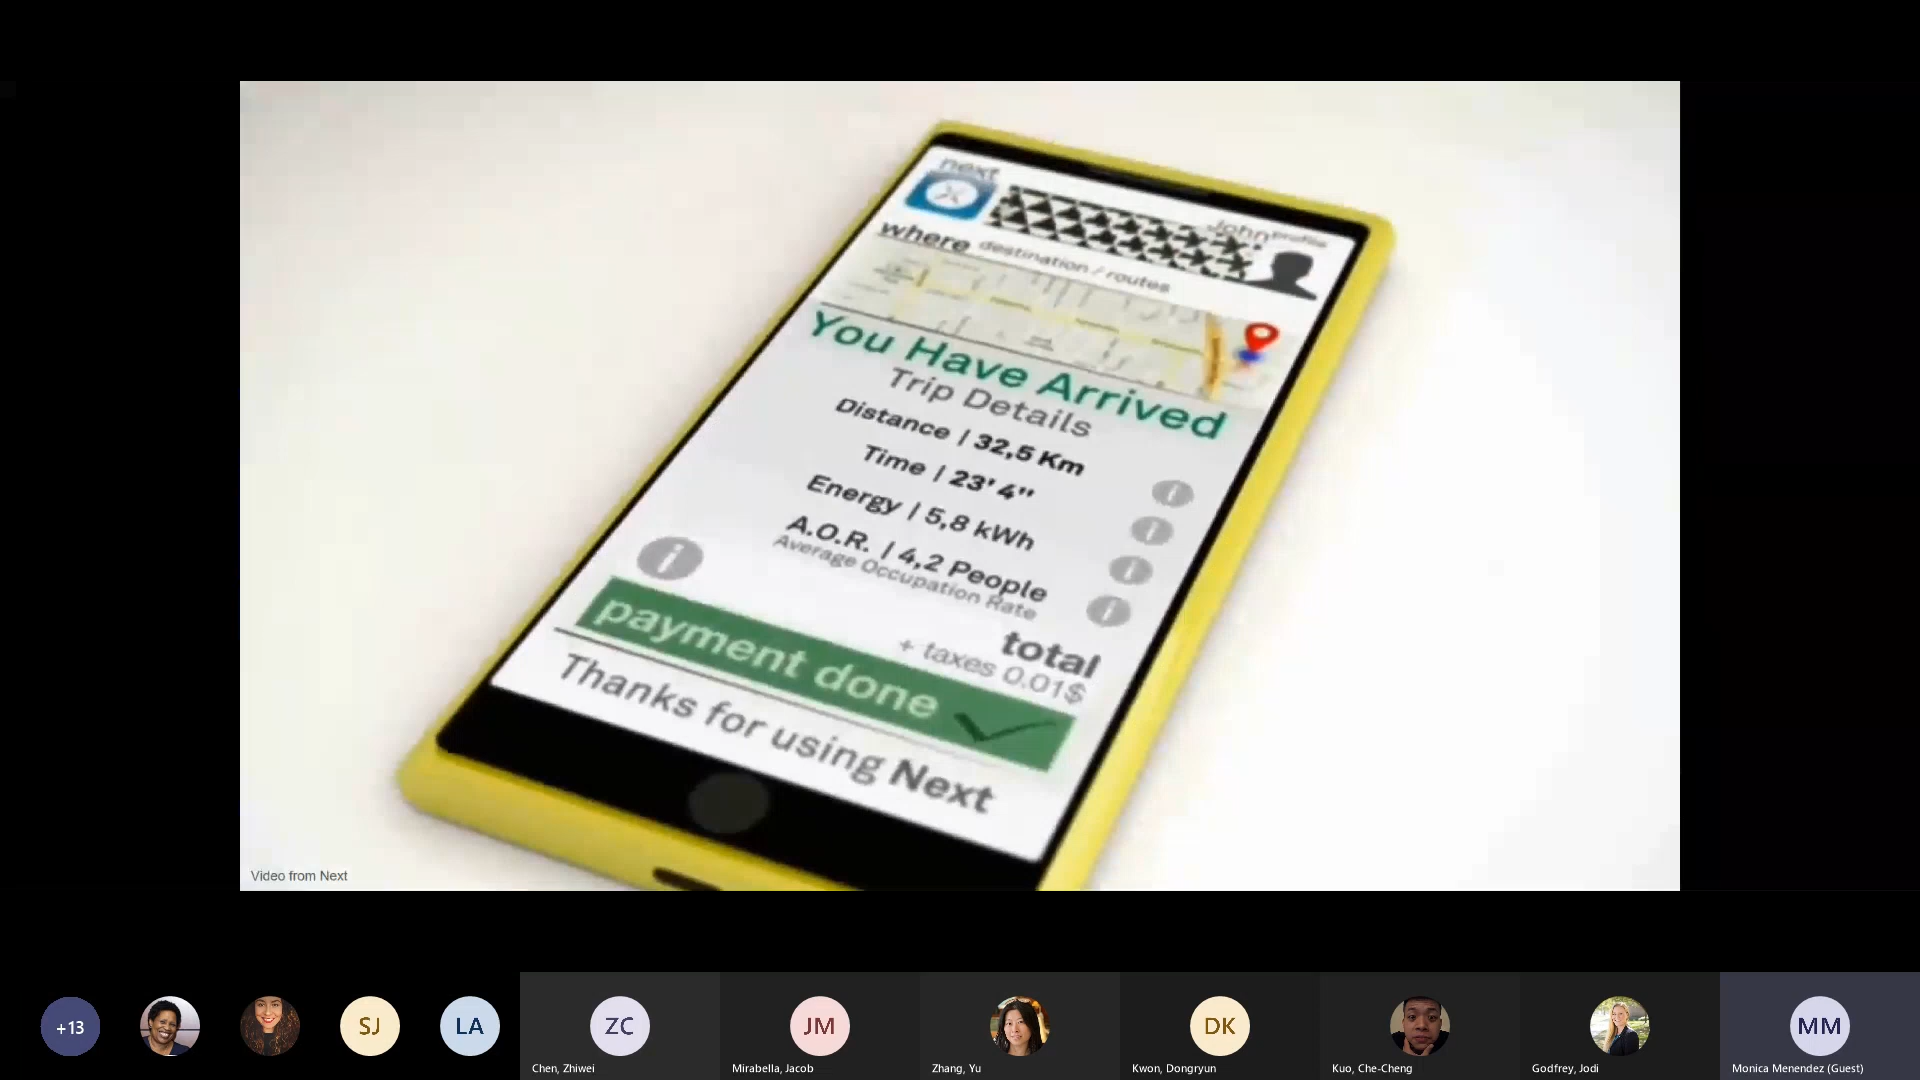 next
John profile
where destination / routes
You Have Arrived
Trip Details
Distance | 32,5 Km
Time | 23' 4"
Energy | 5,8 kWh
A.O.R. | 4,2 People
Average Occupation Rate
total
+ taxes 0.01$
payment done
Thanks for using Next
Video from Next
+13
SJ
LA
ZC
JM
DK
MM
Chen, Zhiwei
Mirabella, Jacob
Zhang, Yu
Kwon, Dongryun
Kuo, Che-Cheng
Godfrey, Jodi
Monica Menendez (Guest)